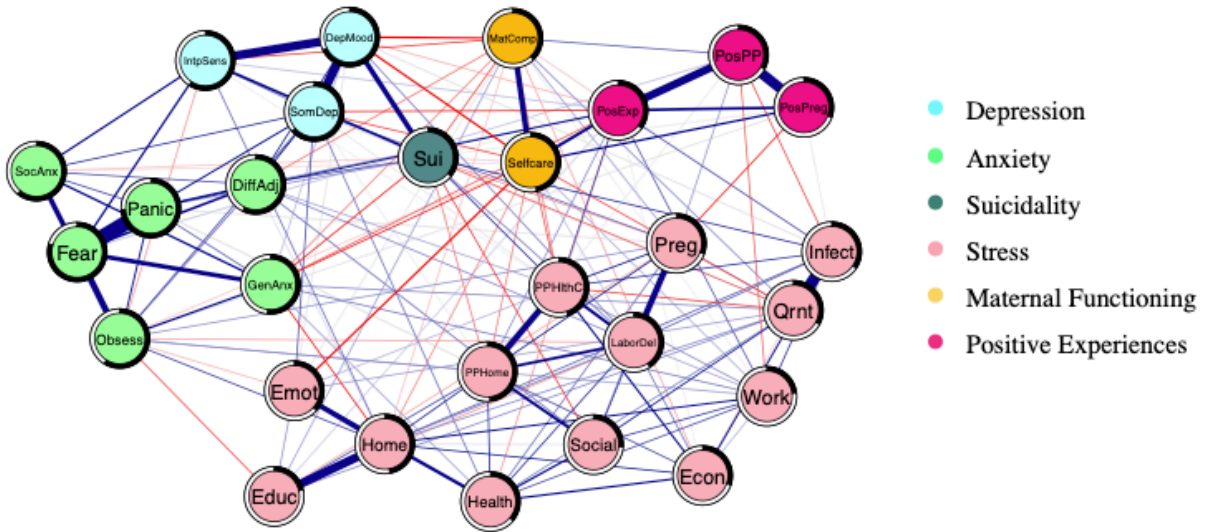 DepMood
MatComp
IntpSens
PosPP
SomDep
PosExp
PosPreg
Depression
Sui
Selfcare
Anxiety
SocAnx
DiffAdj
Panic
Suicidality
Fear
Preg
Infect
Stress
GenAnx
PPHlthC
Qrnt
Maternal Functioning
Obsess
LaborDel
Positive Experiences
Emot
PPHome
Work
Home
Social
Econ
Educ
Health